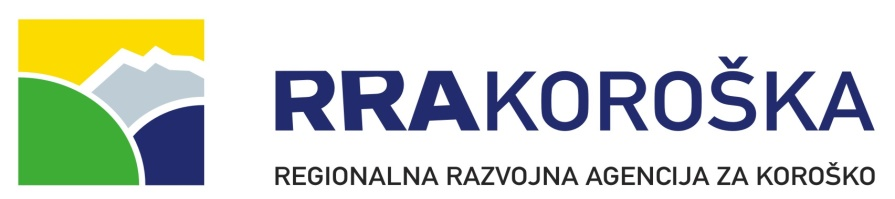 RRAKOROŠKA
REGIONALNA RAZVOJNA AGENCIJA ZA KOROŠKO